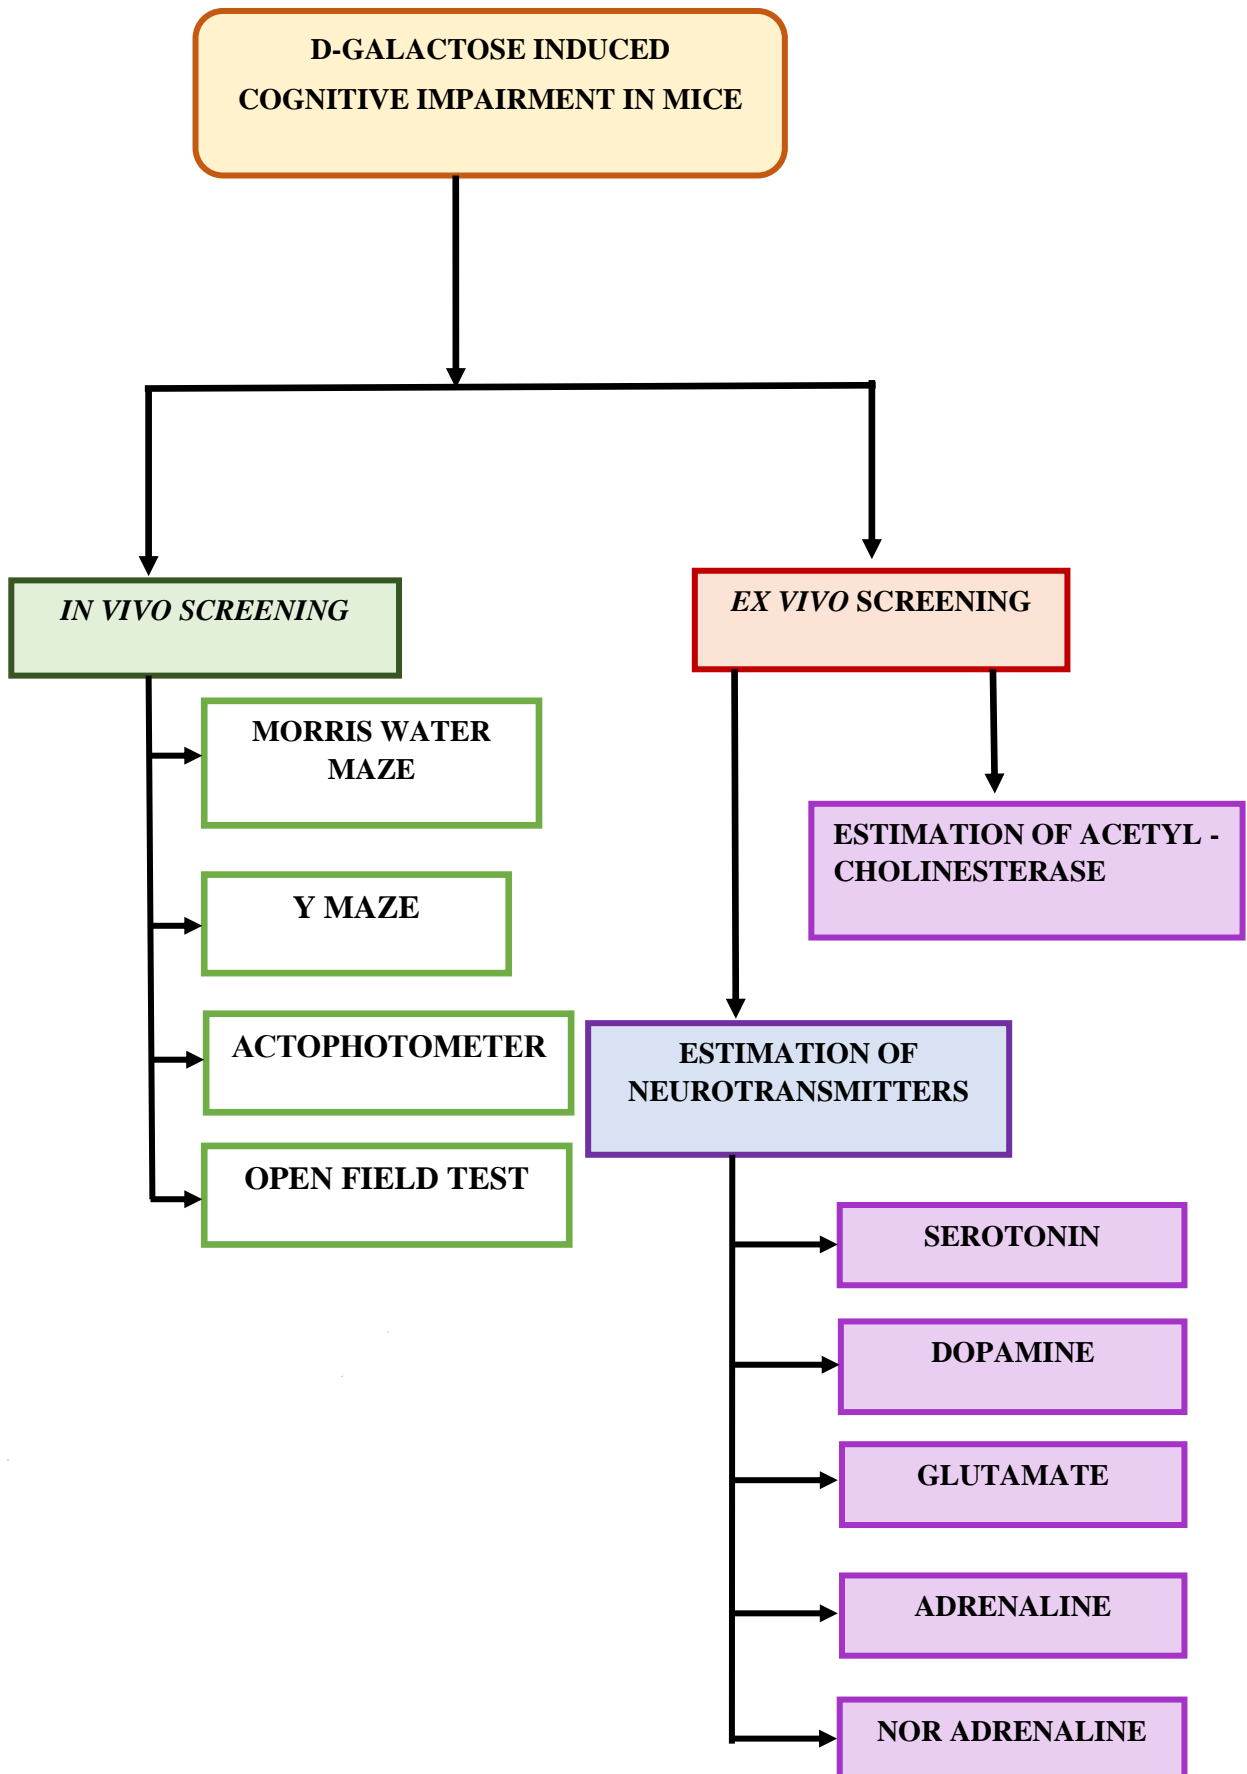 D-GALACTOSE INDUCED
COGNITIVE IMPAIRMENT IN MICE
IN VIVO SCREENING
EX VIVO SCREENING
MORRIS WATER
MAZE
Y MAZE
ACTOPHOTOMETER
OPEN FIELD TEST
ESTIMATION OF ACETYL -
CHOLINESTERASE
ESTIMATION OF
NEUROTRANSMITTERS
SEROTONIN
DOPAMINE
GLUTAMATE
ADRENALINE
NOR ADRENALINE